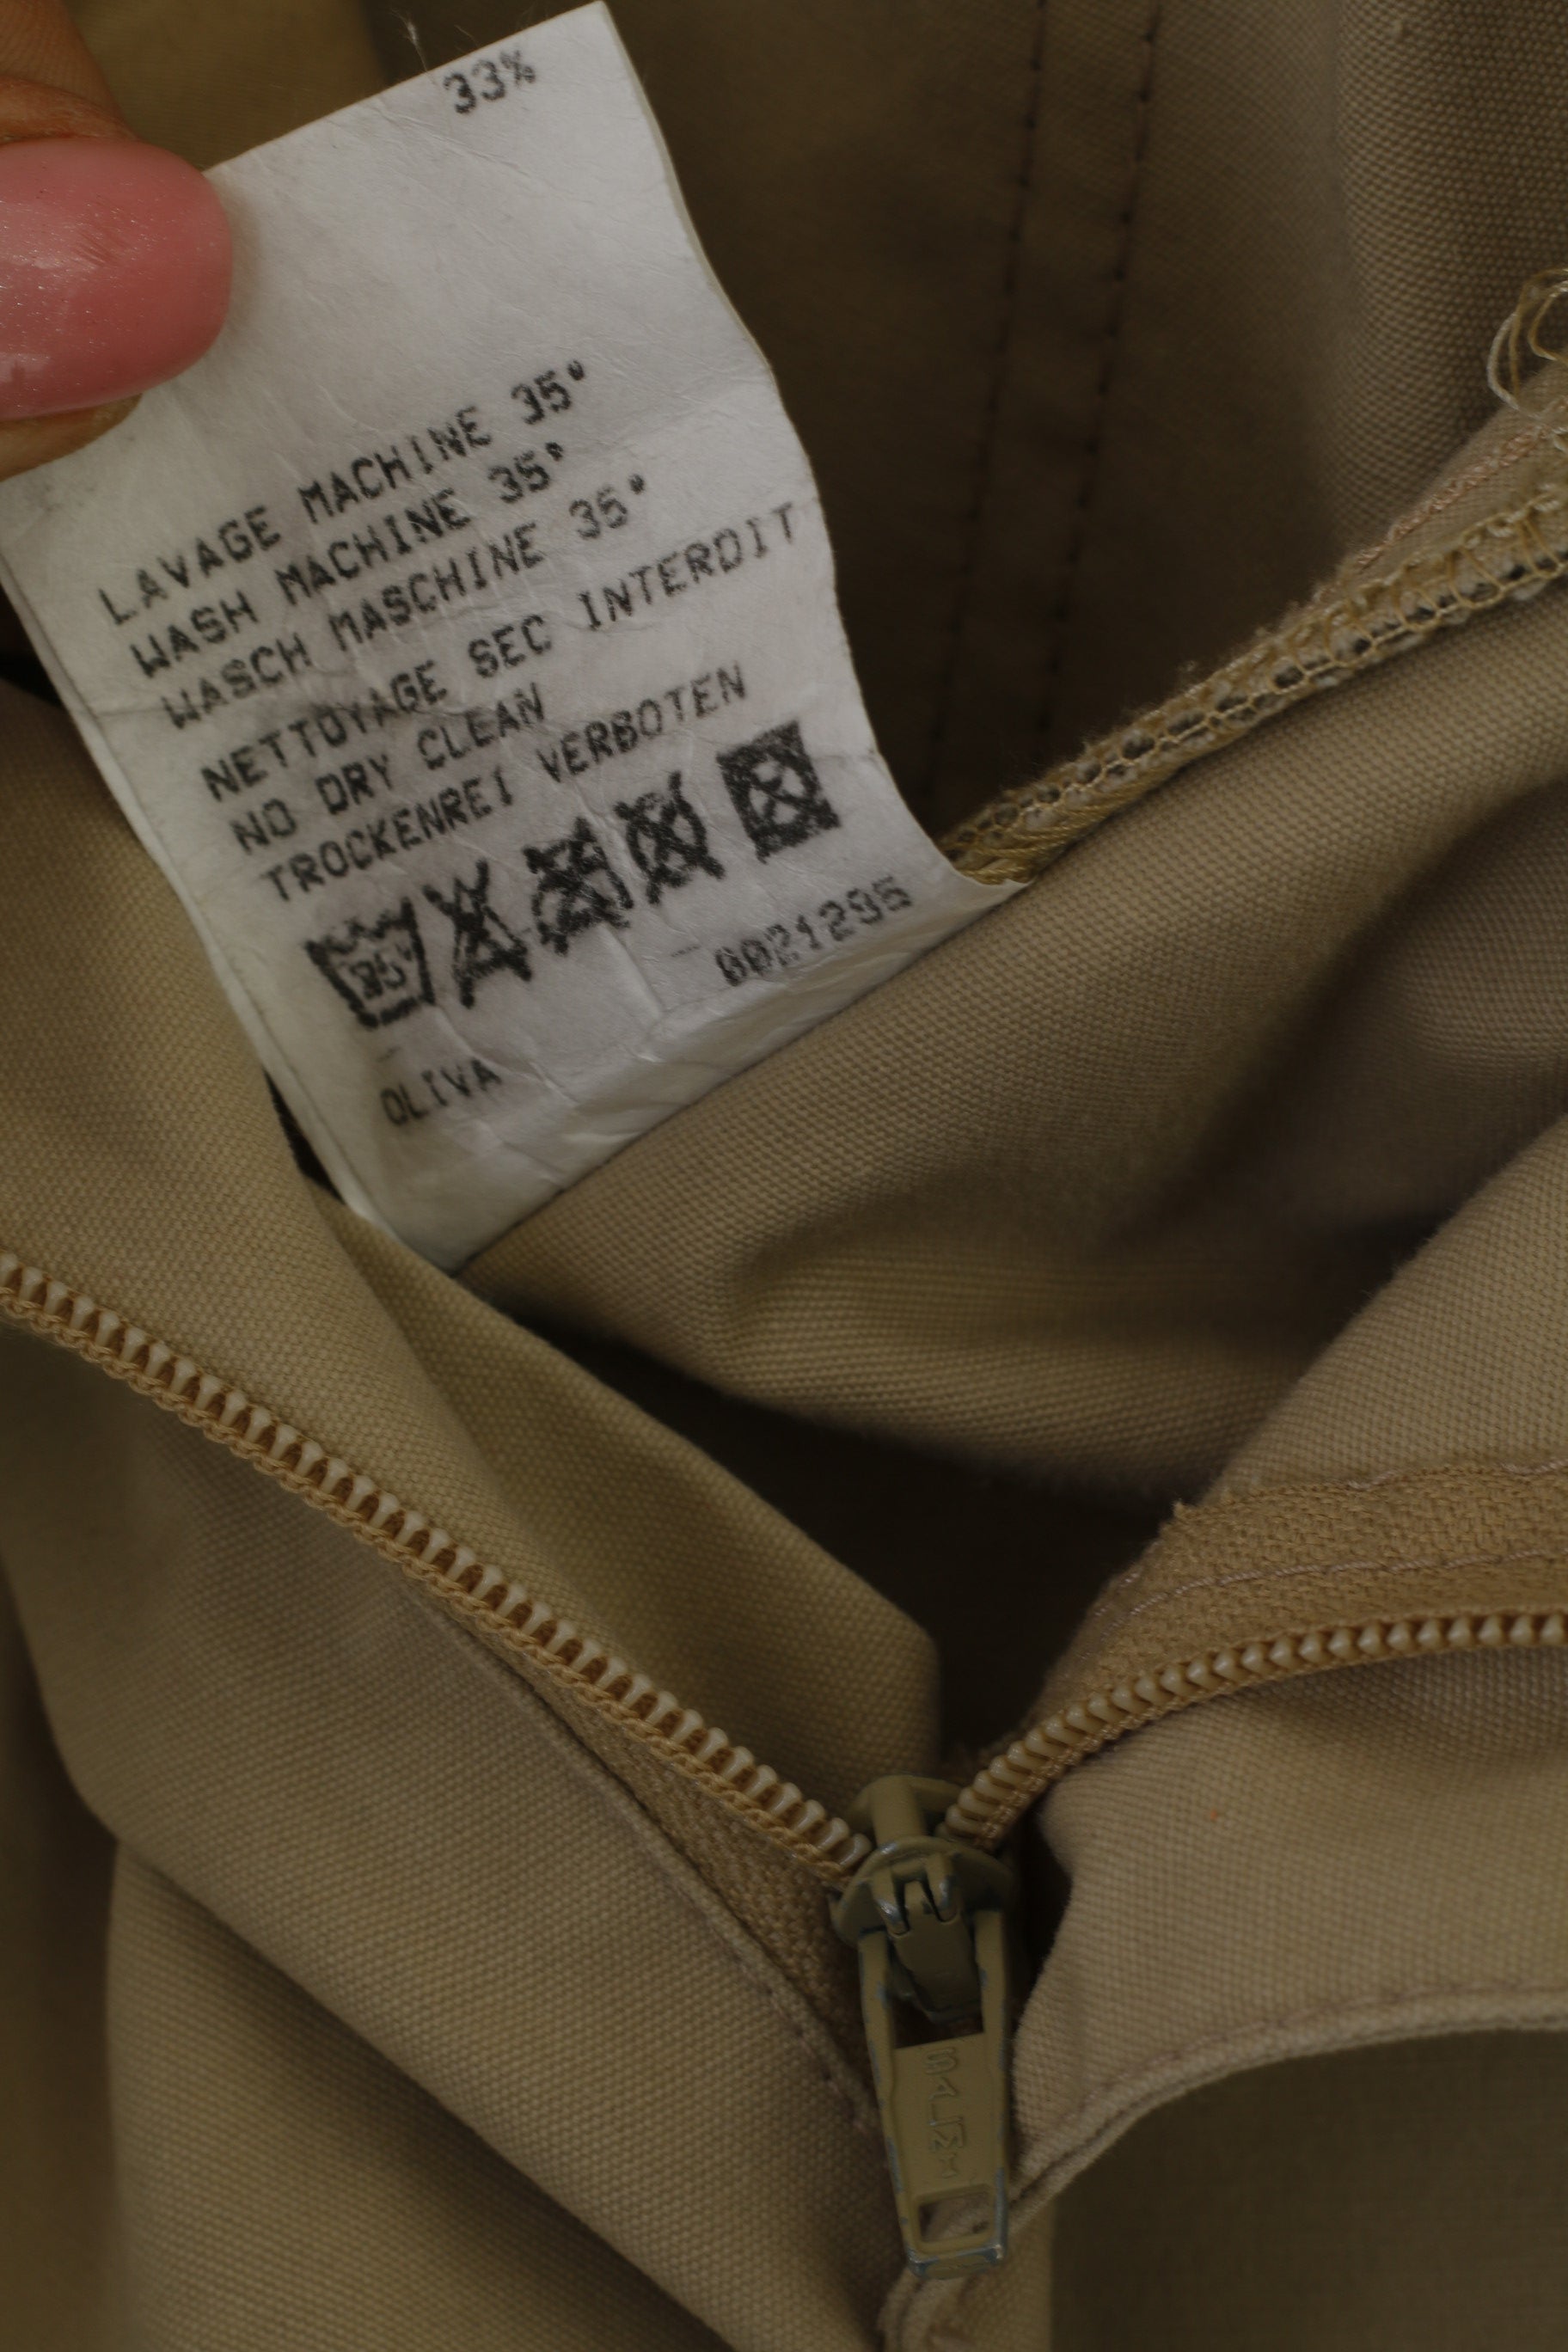 33%
LAVAGE MACHINE 35°
WASH MACHINE 35°
WASCH MASCHINE 35°
NETTOYAGE SEC INTERDIT
NO DRY CLEAN
TROCKENREI VERBOTEN
35°
0021295
OLIVA